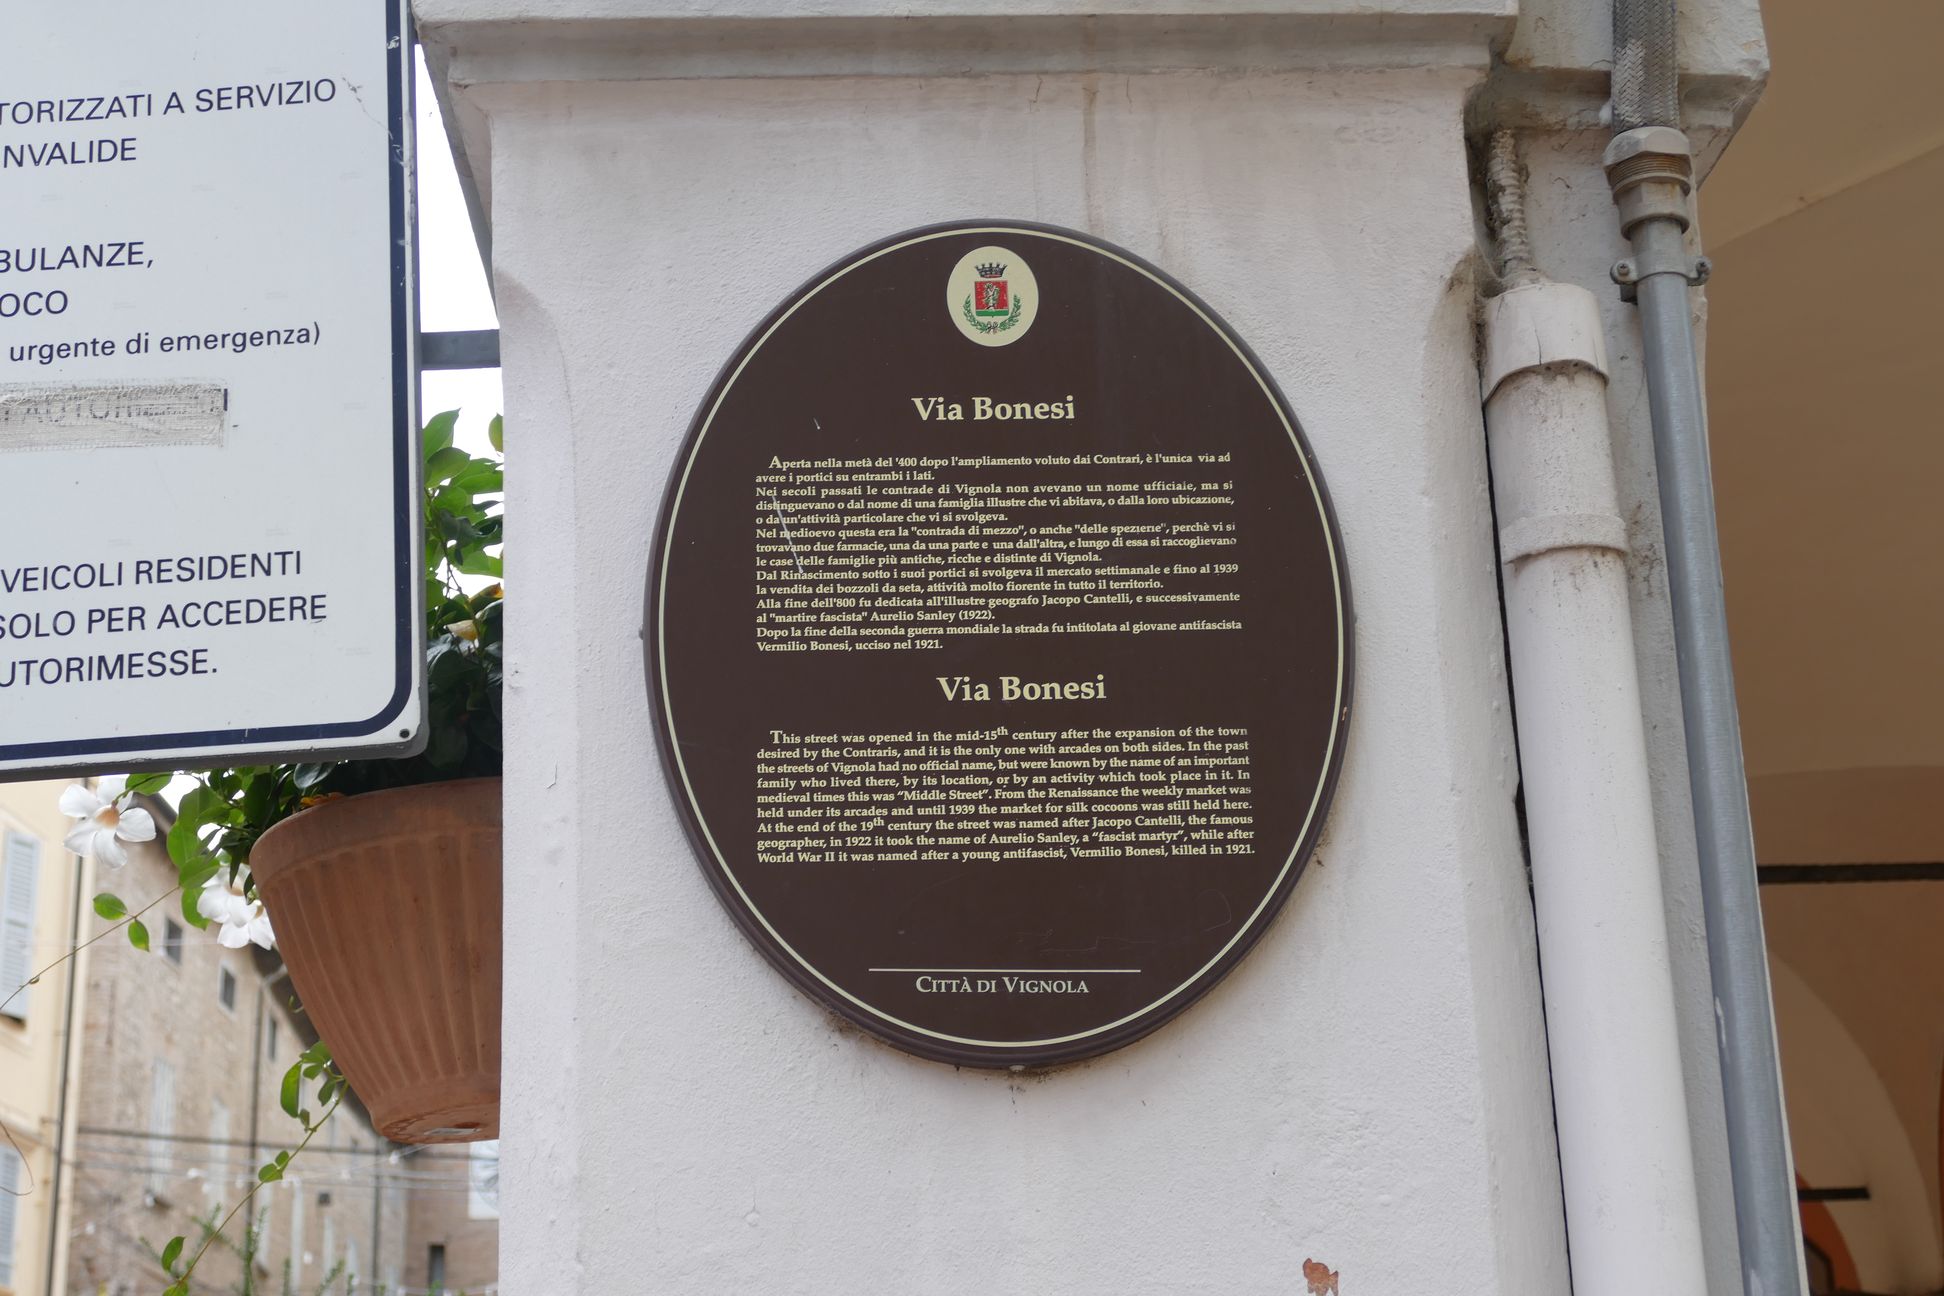 TORIZZATI A SERVIZIO
NVALIDE
BULANZE,
OCO
urgente di emergenza)
VEICOLI RESIDENTI
SOLO PER ACCEDERE
UTORIMESSE.
Via Bonesi
Aperta nella metà del '400 dopo l'ampliamento voluto dai Contrari, è l'unica via ad
avere i portici su entrambi i lati.
Nei secoli passati le contrade di Vignola non avevano un nome ufficiale, ma si
distinguevano o dal nome di una famiglia illustre che vi abitava, o dalla loro ubicazione,
o da un'attività particolare che vi si svolgeva.
Nel medioevo questa era la "contrada di mezzo", o anche "delle spezierie", perchè vi si
trovavano due farmacie, una da una parte e una dall'altra, e lungo di essa si raccoglievano
le case delle famiglie più antiche, ricche e distinte di Vignola.
Dal Rinascimento sotto i suoi portici si svolgeva il mercato settimanale e fino al 1939
la vendita dei bozzoli da seta, attività molto fiorente in tutto il territorio.
Alla fine dell'800 fu dedicata all'illustre geografo Jacopo Cantelli, e successivamente
al "martire fascista" Aurelio Sanley (1922).
Dopo la fine della seconda guerra mondiale la strada fu intitolata al giovane antifascista
Vermilio Bonesi, ucciso nel 1921.
Via Bonesi
This street was opened in the mid-15th century after the expansion of the town
desired by the Contraris, and it is the only one with arcades on both sides. In the past
the streets of Vignola had no official name, but were known by the name of an important
family who lived there, by its location, or by an activity which took place in it. In
medieval times this was “Middle Street”. From the Renaissance the weekly market was
held under its arcades and until 1939 the market for silk cocoons was still held here.
At the end of the 19th century the street was named after Jacopo Cantelli, the famous
geographer, in 1922 it took the name of Aurelio Sanley, a “fascist martyr”, while after
World War II it was named after a young antifascist, Vermilio Bonesi, killed in 1921.
CITTÀ DI VIGNOLA